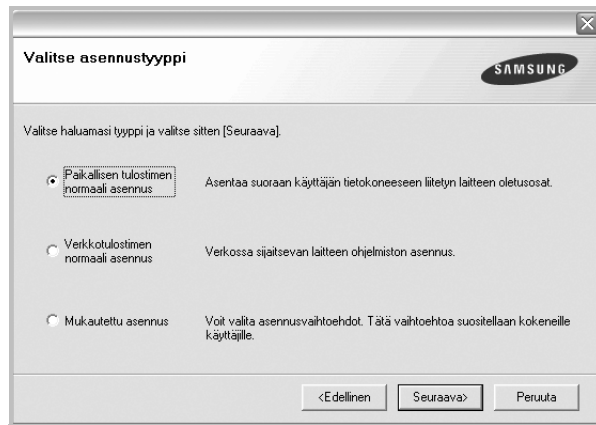 Valitse asennustyyppi
SAMSUNG
Valitse haluamasi tyyppi ja valitse sitten [Seuraava].
Paikallisen tulostimen
normaali asennus
Asentaa suoraan käyttäjän tietokoneeseen liitetyn laitteen oletusosat.
Verkkotulostimen
normaali asennus
Verkossa sijaitsevan laitteen ohjelmiston asennus.
Mukautettu asennus
Voit valita asennusvaihtoehdot. Tätä vaihtoehtoa suositellaan kokeneille
käyttäjille.
<Edellinen
Seuraava>
Peruuta